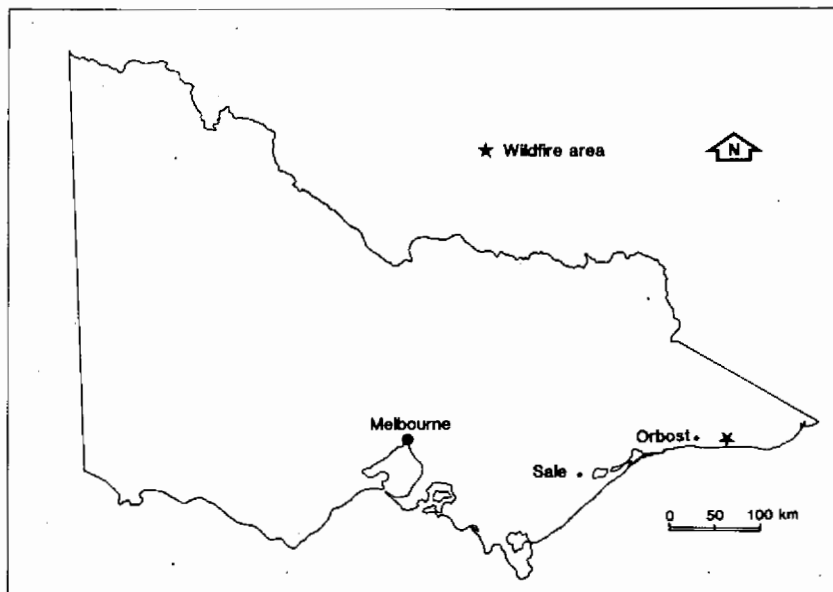 ★ Wildfire area
N
Melbourne
Orbost
Sale
0 50 100 km